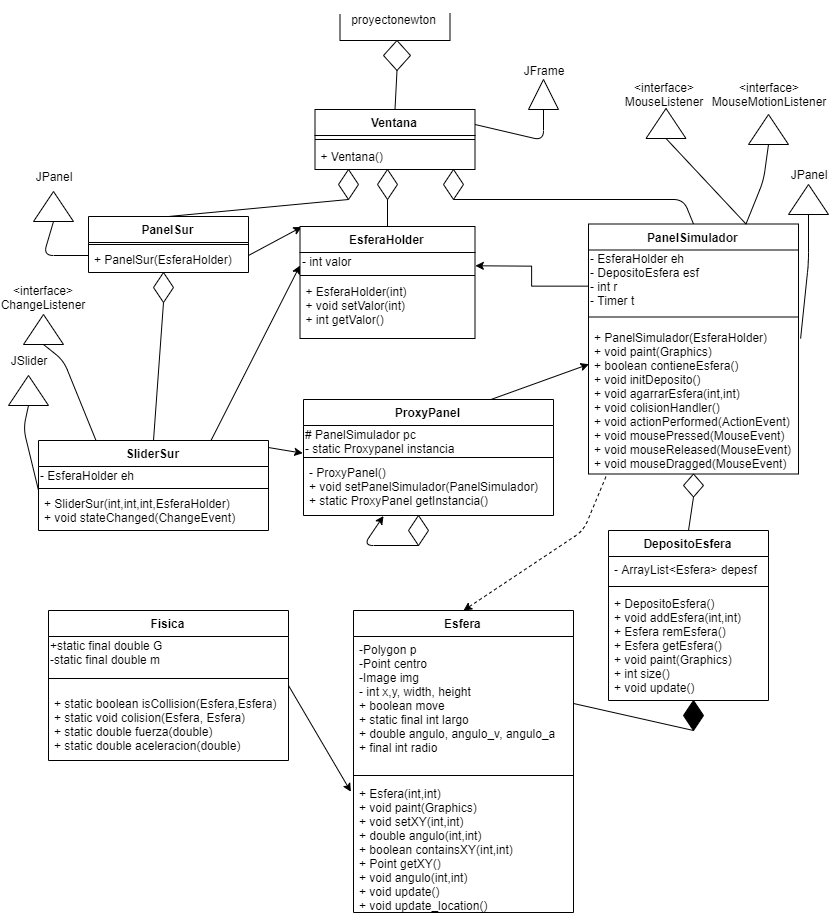 proyectonewton
JFrame
<interface>
MouseListener
<interface>
MouseMotionListener
Ventana
+ Ventana()
JPanel
JPanel
PanelSur
+ PanelSur(EsferaHolder)
EsferaHolder
- int valor
+ EsferaHolder(int)
+ void setValor(int)
+ int getValor()
PanelSimulador
- EsferaHolder eh
- DepositoEsfera esf
- int r
- Timer t
+ PanelSimulador(EsferaHolder)
+ void paint(Graphics)
+ boolean contieneEsfera()
+ void initDeposito()
+ void agarrarEsfera(int,int)
+ void colisionHandler()
+ void actionPerformed(ActionEvent)
+ void mousePressed(MouseEvent)
+ void mouseReleased(MouseEvent)
+ void mouseDragged(MouseEvent)
<interface>
ChangeListener
JSlider
SliderSur
- EsferaHolder eh
+ SliderSur(int,int,int,EsferaHolder)
+ void stateChanged(ChangeEvent)
ProxyPanel
# PanelSimulador pc
- static Proxypanel instancia
- ProxyPanel()
+ void setPanelSimulador(PanelSimulador)
+ static ProxyPanel getInstancia()
DepositoEsfera
- ArrayList<Esfera> depesf
+ DepositoEsfera()
+ void addEsfera(int,int)
+ Esfera remEsfera()
+ Esfera getEsfera()
+ void paint(Graphics)
+ int size()
+ void update()
Fisica
+static final double G
-static final double m
+ static boolean isCollision(Esfera,Esfera)
+ static void colision(Esfera, Esfera)
+ static double fuerza(double)
+ static double aceleracion(double)
Esfera
-Polygon p
-Point centro
-Image img
- int x,y, width, height
+ boolean move
+ static final int largo
+ double angulo, angulo_v, angulo_a
+ final int radio
+ Esfera(int,int)
+ void paint(Graphics)
+ void setXY(int,int)
+ double angulo(int,int)
+ boolean containsXY(int,int)
+ Point getXY()
+ void angulo(int,int)
+ void update()
+ void update_location()